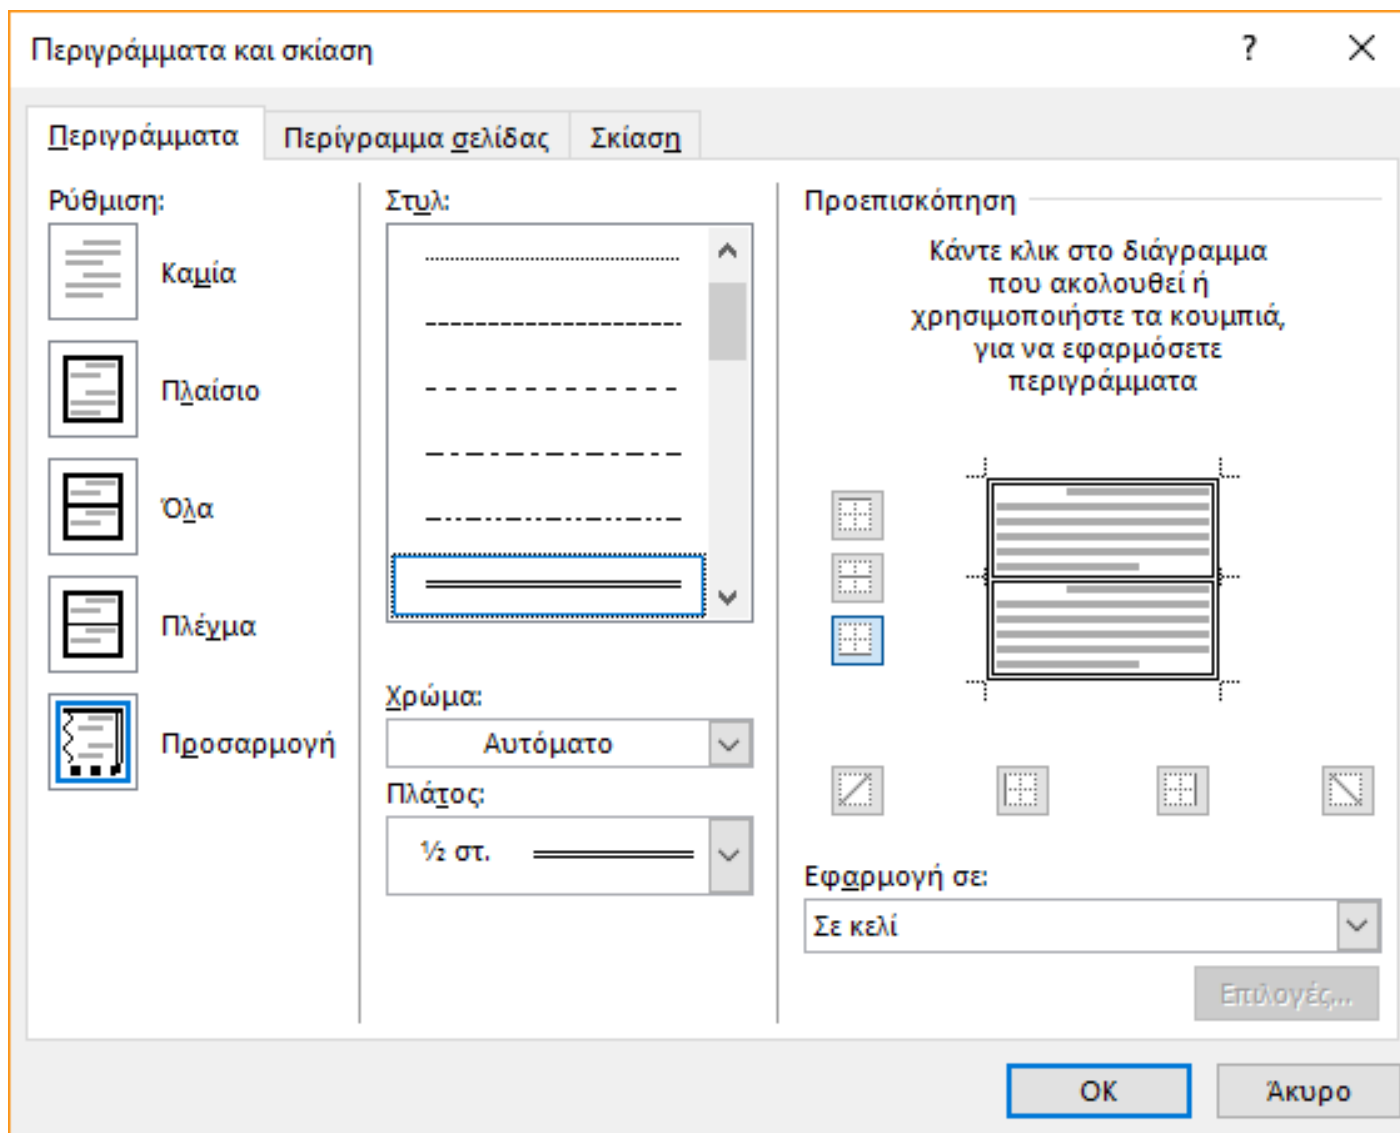 Περιγράμματα και σκίαση
?
Περιγράμματα
Περίγραμμα σελίδας
Σκίαση
Ρύθμιση:
Καμία
Πλαίσιο
Όλα
Πλέγμα
Προσαρμογή
Στυλ:
Χρώμα:
Αυτόματο
Πλάτος:
½ στ.
Προεπισκόπηση
Κάντε κλικ στο διάγραμμα
που ακολουθεί ή
χρησιμοποιήστε τα κουμπιά,
για να εφαρμόσετε
περιγράμματα
Εφαρμογή σε:
Σε κελί
Επιλογές...
OK
Άκυρο